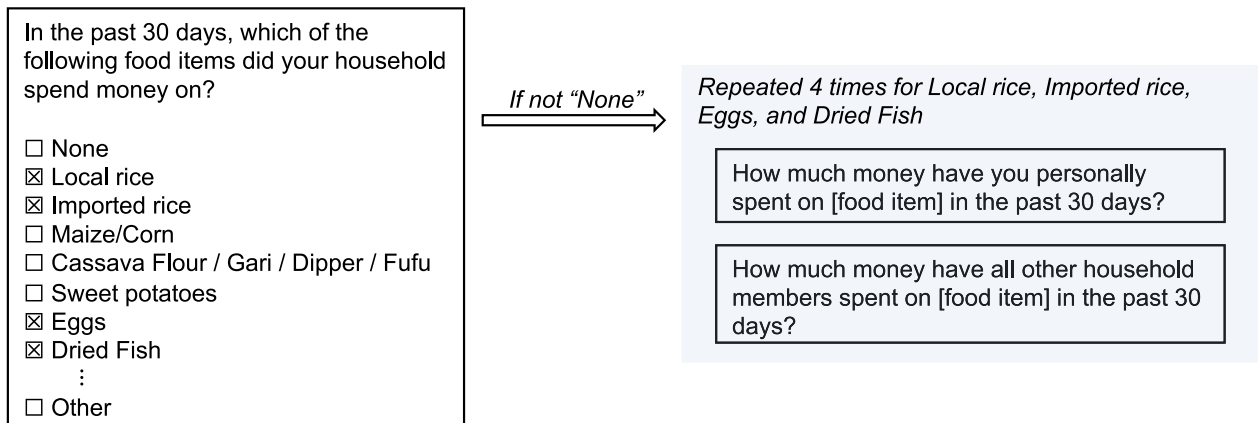 In the past 30 days, which of the
following food items did your household
spend money on?
☐ None
☒ Local rice
☒ Imported rice
☐ Maize/Corn
☐ Cassava Flour / Gari / Dipper / Fufu
☐ Sweet potatoes
☒ Eggs
☒ Dried Fish
⋮
☐ Other
If not “None”
Repeated 4 times for Local rice, Imported rice,
Eggs, and Dried Fish
How much money have you personally
spent on [food item] in the past 30 days?
How much money have all other household
members spent on [food item] in the past 30
days?